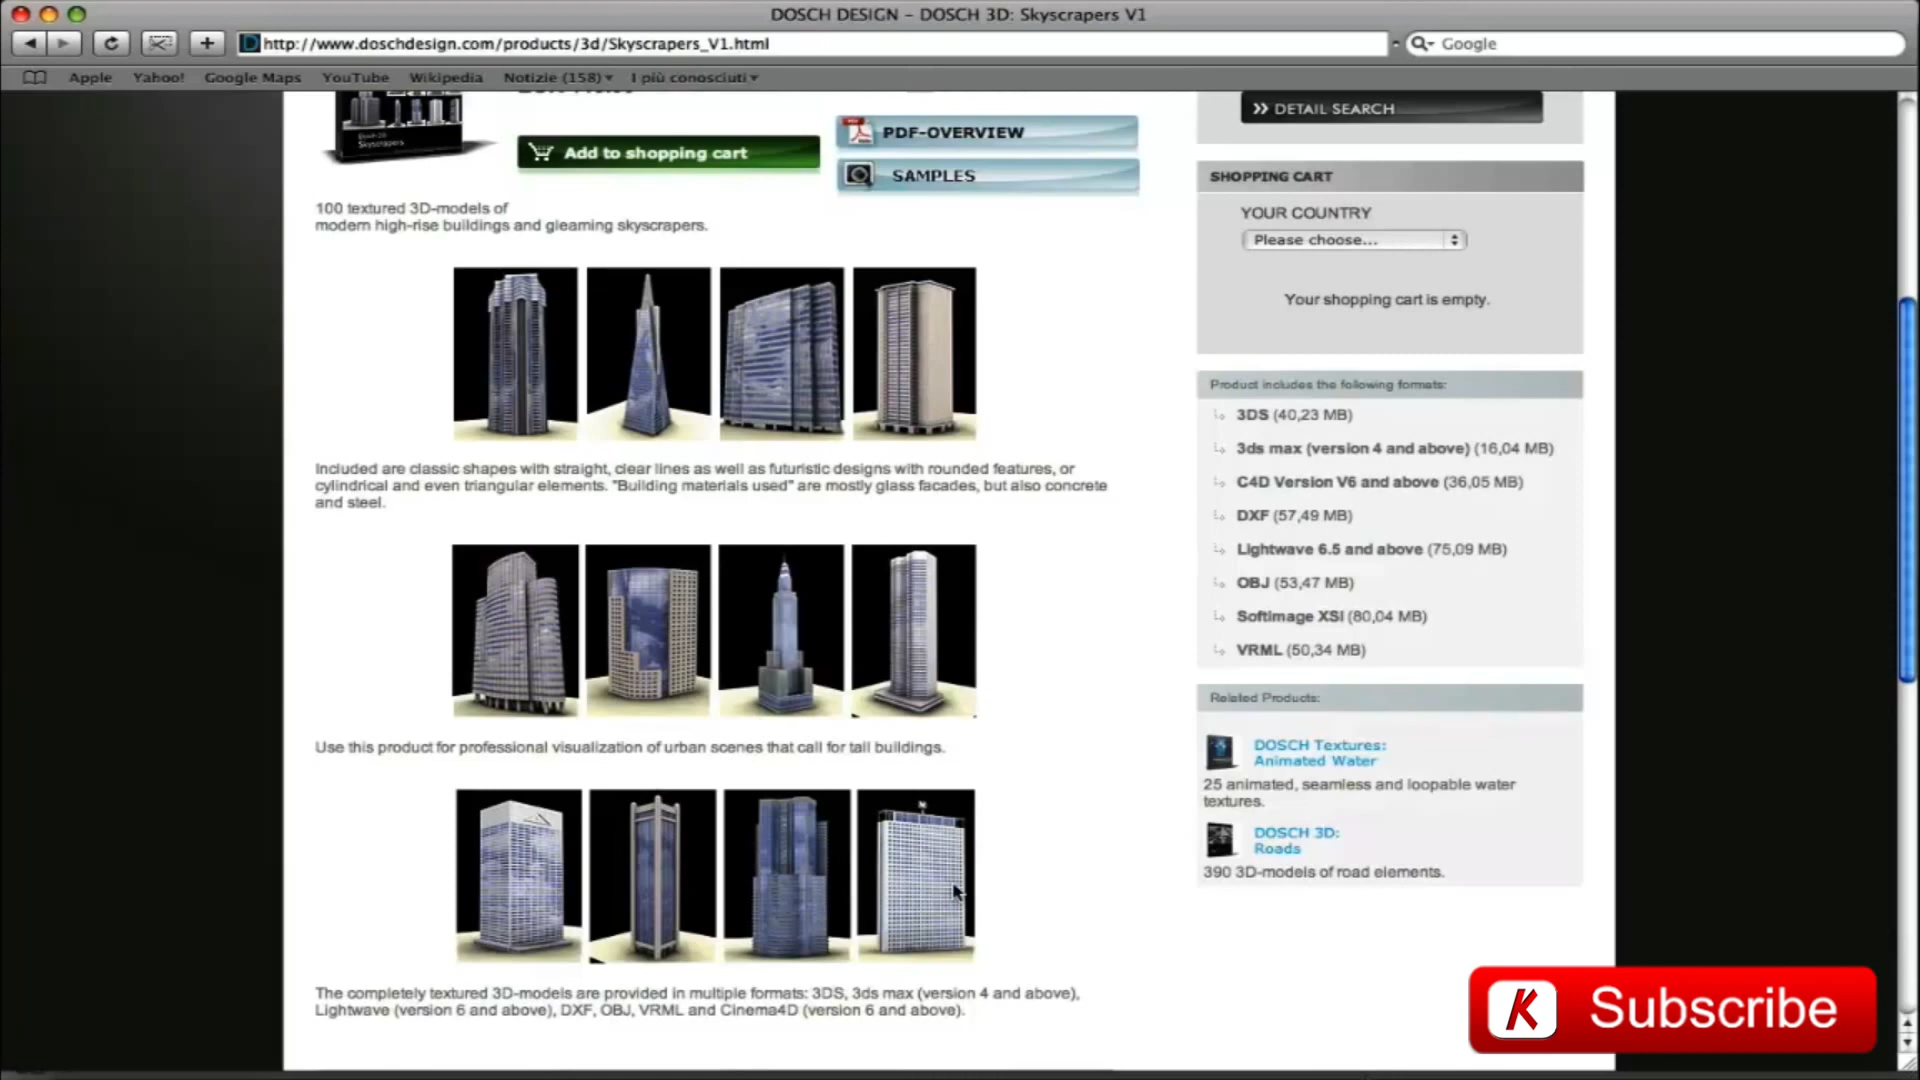 DOSCH DESIGN - DOSCH 3D: Skyscrapers V1
http://www.doschdesign.com/products/3d/Skyscrapers_V1.html
Google
Apple Yahoo! Google Maps YouTube Wikipedia Notizie (158) I più conosciuti
Skyscrapers
Add to shopping cart
PDF-OVERVIEW
SAMPLES
100 textured 3D-models of
modern high-rise buildings and gleaming skyscrapers.
Included are classic shapes with straight, clear lines as well as futuristic designs with rounded features, or
cylindrical and even triangular elements. "Building materials used" are mostly glass facades, but also concrete
and steel.
Use this product for professional visualization of urban scenes that call for tall buildings.
The completely textured 3D-models are provided in multiple formats: 3DS, 3ds max (version 4 and above),
Lightwave (version 6 and above), DXF, OBJ, VRML and Cinema4D (version 6 and above).
>> DETAIL SEARCH
SHOPPING CART
YOUR COUNTRY
Please choose...
Your shopping cart is empty.
Product includes the following formats:
3DS (40,23 MB)
3ds max (version 4 and above) (16,04 MB)
C4D Version V6 and above (36,05 MB)
DXF (57,49 MB)
Lightwave 6.5 and above (75,09 MB)
OBJ (53,47 MB)
Softimage XSI (80,04 MB)
VRML (50,34 MB)
Related Products:
DOSCH Textures:
Animated Water
25 animated, seamless and loopable water
textures.
DOSCH 3D:
Roads
390 3D-models of road elements.
K Subscribe